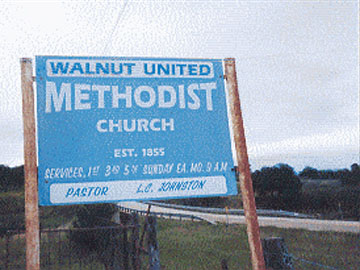 WALNUT UNITED
METHODIST
CHURCH
EST. 1855
SERVICES, 1ST 3RD 5TH SUNDAY EA. MO. 9 A.M.
PASTOR L.C. JOHNSTON